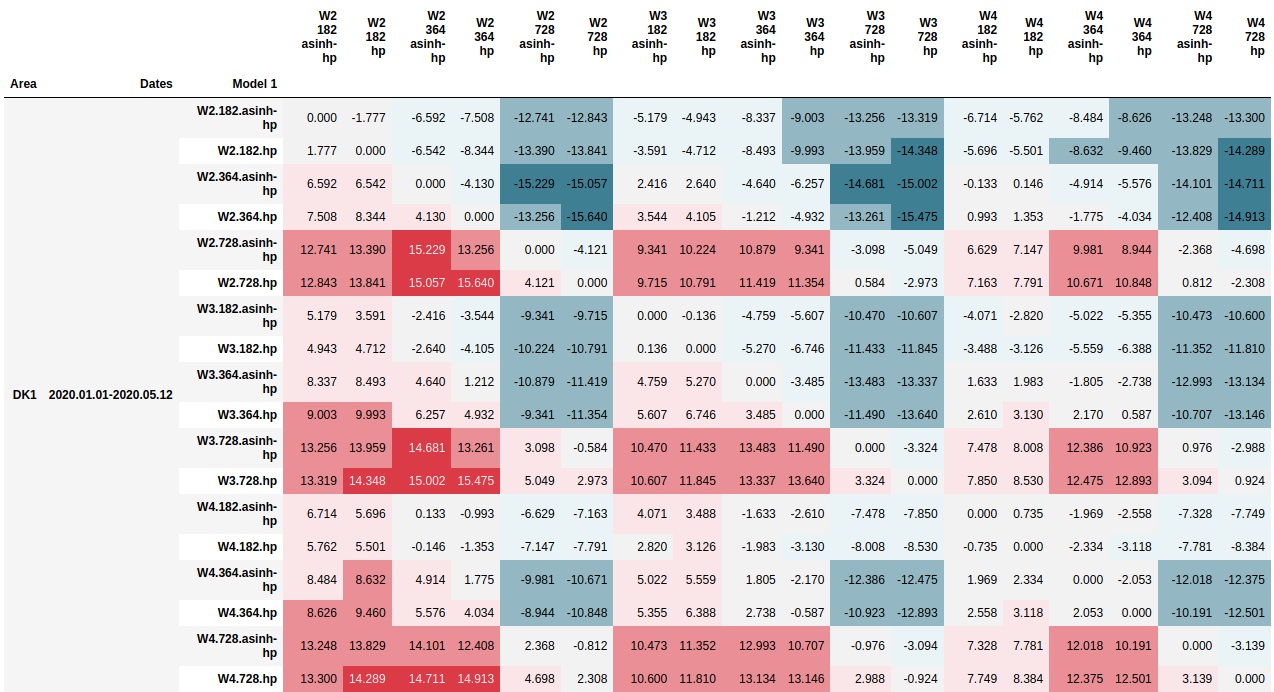 W2 182 asinh-hp W2 182 hp W2 364 asinh-hp W2 364 hp W2 728 asinh-hp W2 728 hp W3 182 asinh-hp W3 182 hp W3 364 asinh-hp W3 364 hp W3 728 asinh-hp W3 728 hp W4 182 asinh-hp W4 182 hp W4 364 asinh-hp W4 364 hp W4 728 asinh-hp W4 728 hp
Area Dates Model 1
W2.182.asinh-hp 0.000 -1.777 -6.592 -7.508 -12.741 -12.843 -5.179 -4.943 -8.337 -9.003 -13.256 -13.319 -6.714 -5.762 -8.484 -8.626 -13.248 -13.300
W2.182.hp 1.777 0.000 -6.542 -8.344 -13.390 -13.841 -3.591 -4.712 -8.493 -9.993 -13.959 -14.348 -5.696 -5.501 -8.632 -9.460 -13.829 -14.289
W2.364.asinh-hp 6.592 6.542 0.000 -4.130 -15.229 -15.057 2.416 2.640 -4.640 -6.257 -14.681 -15.002 -0.133 0.146 -4.914 -5.576 -14.101 -14.711
W2.364.hp 7.508 8.344 4.130 0.000 -13.256 -15.640 3.544 4.105 -1.212 -4.932 -13.261 -15.475 0.993 1.353 -1.775 -4.034 -12.408 -14.913
W2.728.asinh-hp 12.741 13.390 15.229 13.256 0.000 -4.121 9.341 10.224 10.879 9.341 -3.098 -5.049 6.629 7.147 9.981 8.944 -2.368 -4.698
W2.728.hp 12.843 13.841 15.057 15.640 4.121 0.000 9.715 10.791 11.419 11.354 0.584 -2.973 7.163 7.791 10.671 10.848 0.812 -2.308
W3.182.asinh-hp 5.179 3.591 -2.416 -3.544 -9.341 -9.715 0.000 -0.136 -4.759 -5.607 -10.470 -10.607 -4.071 -2.820 -5.022 -5.355 -10.473 -10.600
W3.182.hp 4.943 4.712 -2.640 -4.105 -10.224 -10.791 0.136 0.000 -5.270 -6.746 -11.433 -11.845 -3.488 -3.126 -5.559 -6.388 -11.352 -11.810
W3.364.asinh-hp 8.337 8.493 4.640 1.212 -10.879 -11.419 4.759 5.270 0.000 -3.485 -13.483 -13.337 1.633 1.983 -1.805 -2.738 -12.993 -13.134
DK1 2020.01.01-2020.05.12
W3.364.hp 9.003 9.993 6.257 4.932 -9.341 -11.354 5.607 6.746 3.485 0.000 -11.490 -13.640 2.610 3.130 2.170 0.587 -10.707 -13.146
W3.728.asinh-hp 13.256 13.959 14.681 13.261 3.098 -0.584 10.470 11.433 13.483 11.490 0.000 -3.324 7.478 8.008 12.386 10.923 0.976 -2.988
W3.728.hp 13.319 14.348 15.002 15.475 5.049 2.973 10.607 11.845 13.337 13.640 3.324 0.000 7.850 8.530 12.475 12.893 3.094 0.924
W4.182.asinh-hp 6.714 5.696 0.133 -0.993 -6.629 -7.163 4.071 3.488 -1.633 -2.610 -7.478 -7.850 0.000 0.735 -1.969 -2.558 -7.328 -7.749
W4.182.hp 5.762 5.501 -0.146 -1.353 -7.147 -7.791 2.820 3.126 -1.983 -3.130 -8.008 -8.530 -0.735 0.000 -2.334 -3.118 -7.781 -8.384
W4.364.asinh-hp 8.484 8.632 4.914 1.775 -9.981 -10.671 5.022 5.559 1.805 -2.170 -12.386 -12.475 1.969 2.334 0.000 -2.053 -12.018 -12.375
W4.364.hp 8.626 9.460 5.576 4.034 -8.944 -10.848 5.355 6.388 2.738 -0.587 -10.923 -12.893 2.558 3.118 2.053 0.000 -10.191 -12.501
W4.728.asinh-hp 13.248 13.829 14.101 12.408 2.368 -0.812 10.473 11.352 12.993 10.707 -0.976 -3.094 7.328 7.781 12.018 10.191 0.000 -3.139
W4.728.hp 13.300 14.289 14.711 14.913 4.698 2.308 10.600 11.810 13.134 13.146 2.988 -0.924 7.749 8.384 12.375 12.501 3.139 0.000